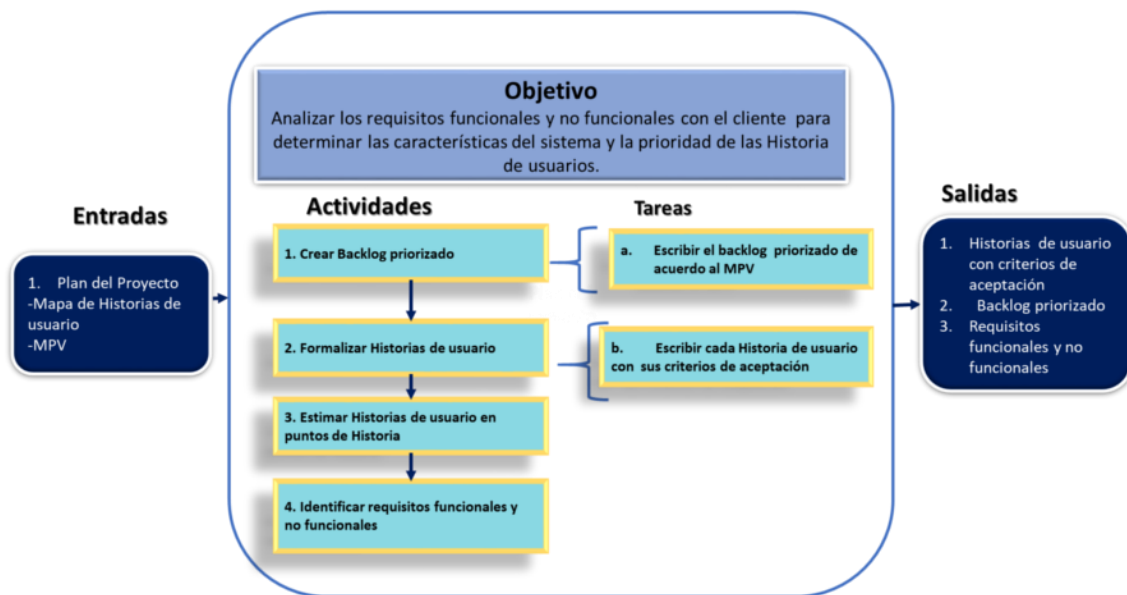 Objetivo
Analizar los requisitos funcionales y no funcionales con el cliente para
determinar las características del sistema y la prioridad de las Historia
de usuarios.
Entradas
1. Plan del Proyecto
-Mapa de Historias de
usuario
-MPV
Actividades
1. Crear Backlog priorizado
2. Formalizar Historias de usuario
3. Estimar Historias de usuario en
puntos de Historia
4. Identificar requisitos funcionales y
no funcionales
Tareas
a. Escribir el backlog priorizado de
acuerdo al MPV
b. Escribir cada Historia de usuario
con sus criterios de aceptación
Salidas
1. Historias de usuario
con criterios de
aceptación
2. Backlog priorizado
3. Requisitos
funcionales y no
funcionales